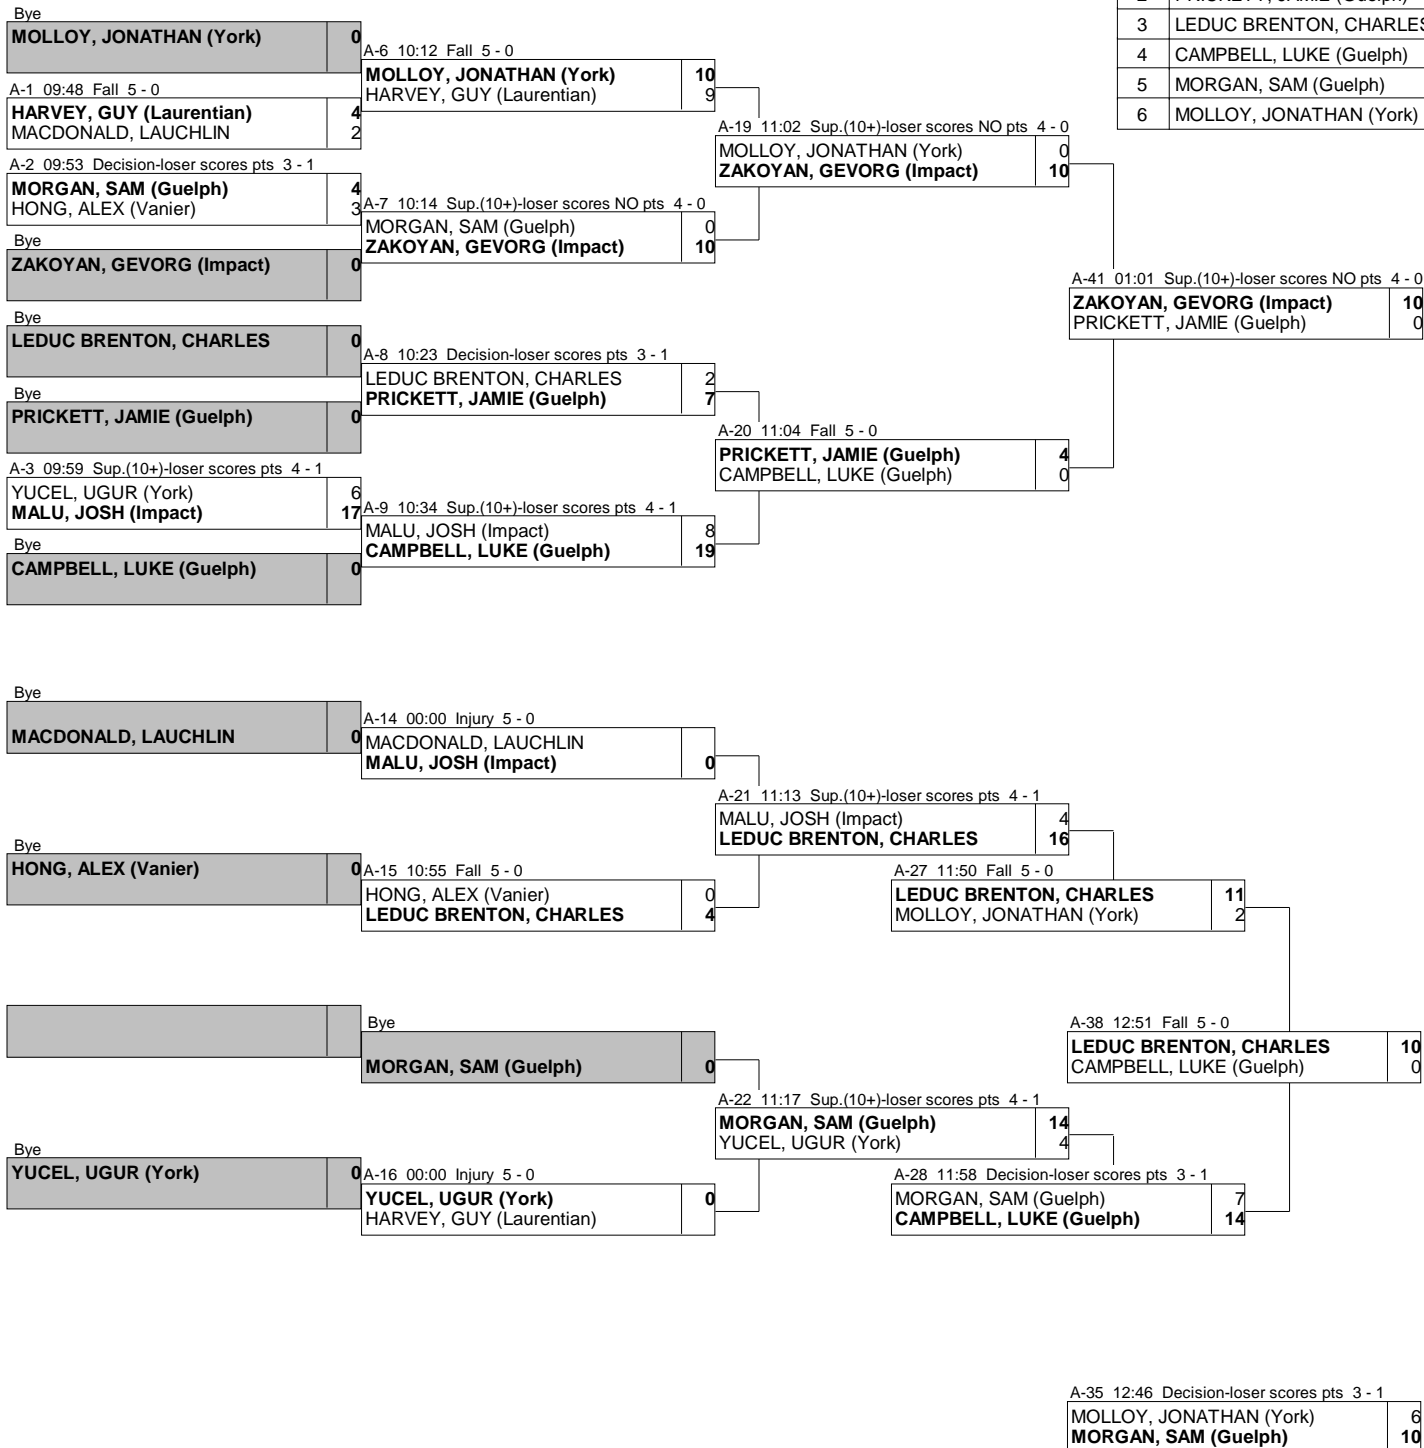 2 PRICKETT, JAMIE (Guelph)
3 LEDUC BRENTON, CHARLES
4 CAMPBELL, LUKE (Guelph)
5 MORGAN, SAM (Guelph)
6 MOLLOY, JONATHAN (York)
Bye
MOLLOY, JONATHAN (York) 0
A-1 09:48 Fall 5 - 0
HARVEY, GUY (Laurentian) 4
MACDONALD, LAUCHLIN 2
A-2 09:53 Decision-loser scores pts 3 - 1
MORGAN, SAM (Guelph) 4
HONG, ALEX (Vanier) 3
Bye
ZAKOYAN, GEVORG (Impact) 0
Bye
LEDUC BRENTON, CHARLES 0
Bye
PRICKETT, JAMIE (Guelph) 0
A-3 09:59 Sup.(10+)-loser scores pts 4 - 1
YUCEL, UGUR (York) 6
MALU, JOSH (Impact) 17
Bye
CAMPBELL, LUKE (Guelph) 0
A-6 10:12 Fall 5 - 0
MOLLOY, JONATHAN (York) 10
HARVEY, GUY (Laurentian) 9
A-7 10:14 Sup.(10+)-loser scores NO pts 4 - 0
MORGAN, SAM (Guelph) 0
ZAKOYAN, GEVORG (Impact) 10
A-8 10:23 Decision-loser scores pts 3 - 1
LEDUC BRENTON, CHARLES 2
PRICKETT, JAMIE (Guelph) 7
A-9 10:34 Sup.(10+)-loser scores pts 4 - 1
MALU, JOSH (Impact) 8
CAMPBELL, LUKE (Guelph) 19
A-19 11:02 Sup.(10+)-loser scores NO pts 4 - 0
MOLLOY, JONATHAN (York) 0
ZAKOYAN, GEVORG (Impact) 10
A-20 11:04 Fall 5 - 0
PRICKETT, JAMIE (Guelph) 4
CAMPBELL, LUKE (Guelph) 0
A-41 01:01 Sup.(10+)-loser scores NO pts 4 - 0
ZAKOYAN, GEVORG (Impact) 10
PRICKETT, JAMIE (Guelph) 0
Bye
MACDONALD, LAUCHLIN 0
Bye
HONG, ALEX (Vanier) 0
Bye
YUCEL, UGUR (York) 0
A-14 00:00 Injury 5 - 0
MACDONALD, LAUCHLIN
MALU, JOSH (Impact) 0
A-15 10:55 Fall 5 - 0
HONG, ALEX (Vanier) 0
LEDUC BRENTON, CHARLES 4
Bye
MORGAN, SAM (Guelph) 0
A-16 00:00 Injury 5 - 0
YUCEL, UGUR (York) 0
HARVEY, GUY (Laurentian)
A-21 11:13 Sup.(10+)-loser scores pts 4 - 1
MALU, JOSH (Impact) 4
LEDUC BRENTON, CHARLES 16
A-22 11:17 Sup.(10+)-loser scores pts 4 - 1
MORGAN, SAM (Guelph) 14
YUCEL, UGUR (York) 4
A-27 11:50 Fall 5 - 0
LEDUC BRENTON, CHARLES 11
MOLLOY, JONATHAN (York) 2
A-28 11:58 Decision-loser scores pts 3 - 1
MORGAN, SAM (Guelph) 7
CAMPBELL, LUKE (Guelph) 14
A-38 12:51 Fall 5 - 0
LEDUC BRENTON, CHARLES 10
CAMPBELL, LUKE (Guelph) 0
A-35 12:46 Decision-loser scores pts 3 - 1
MOLLOY, JONATHAN (York) 6
MORGAN, SAM (Guelph) 10